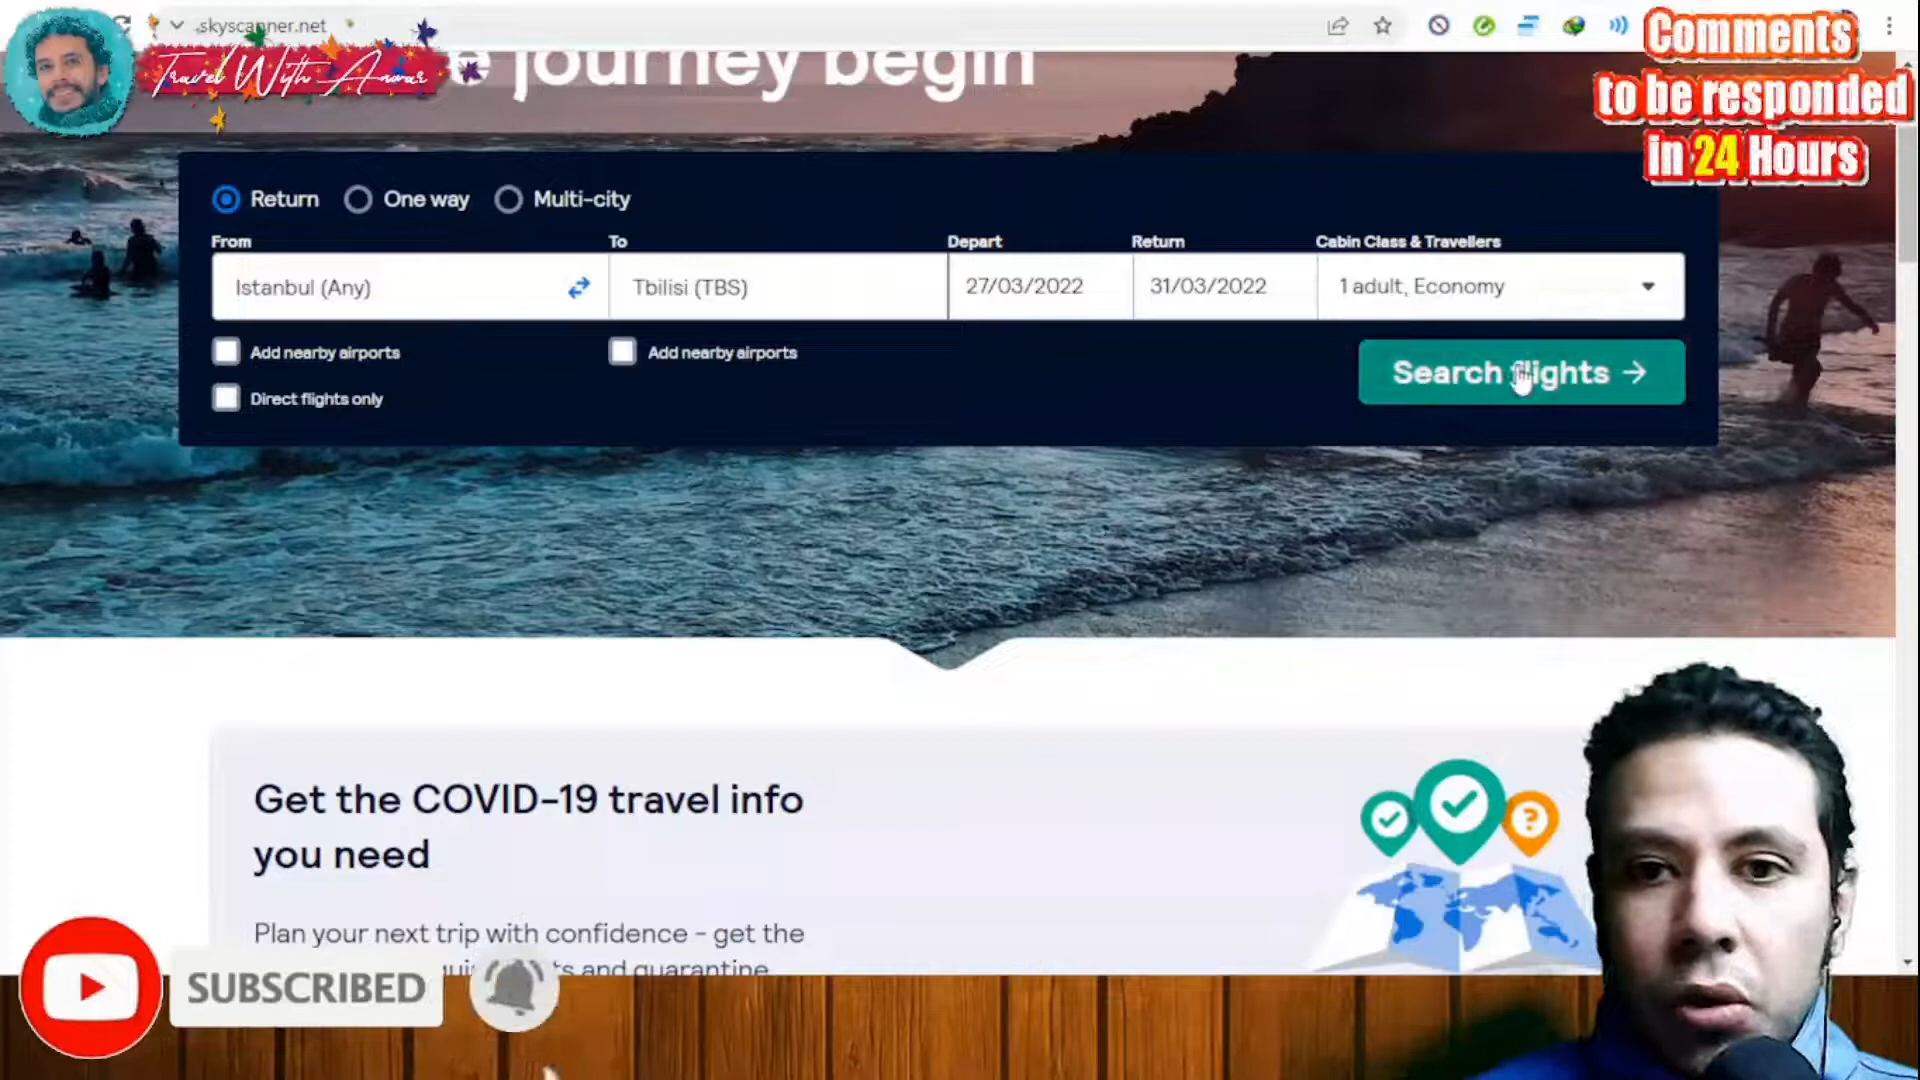 skyscanner.net
Travel With Anwar
e journey begin
Comments
to be responded
in 24 Hours
Return
One way
Multi-city
From
To
Depart
Return
Cabin Class & Travellers
Istanbul (Any)
Tbilisi (TBS)
27/03/2022
31/03/2022
1 adult, Economy
Add nearby airports
Add nearby airports
Direct flights only
Search flights
Get the COVID-19 travel info
you need
Plan your next trip with confidence - get the
ts and quarantine
SUBSCRIBED